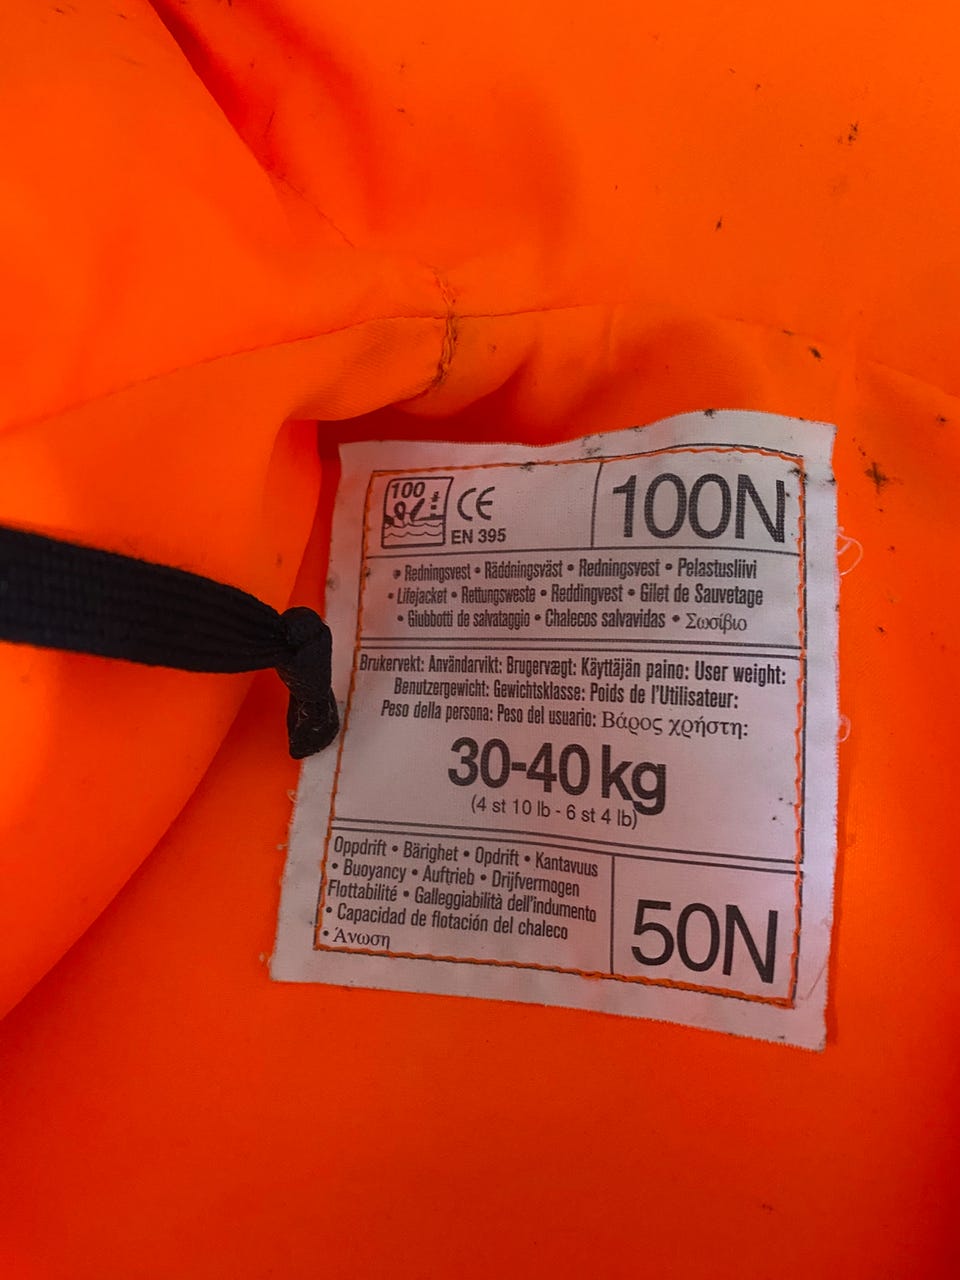 100
CE
EN 395
100N
• Redningsvest • Räddningsväst • Redningsvest • Pelastusliivi
• Lifejacket • Rettungsweste • Reddingvest • Gilet de Sauvetage
• Giubbotti de salvataggio • Chalecos salvavidas • Σωσίβιο
Brukervekt: Användarvikt: Brugervægt: Käyttäjän paino: User weight:
Benutzergewicht: Gewichtsklasse: Poids de l'Utilisateur:
Peso della persona: Peso del usuario: Βάρος χρήστη:
30-40 kg
(4 st 10 lb - 6 st 4 lb)
Oppdrift • Bärighet • Opdrift • Kantavuus
• Buoyancy • Auftrieb • Drijfvermogen
Flottabilité • Galleggiabilità dell'indumento
• Capacidad de flotación del chaleco
• Άνωση
50N